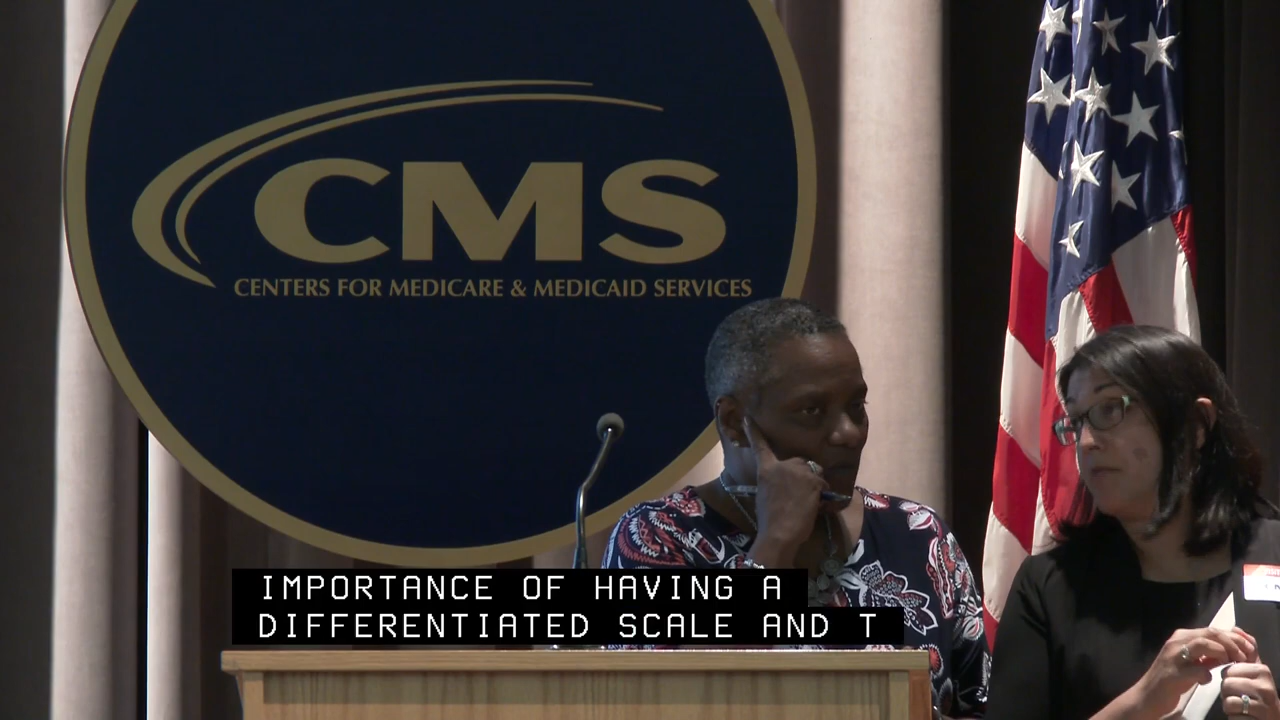 CMS
CENTERS FOR MEDICARE & MEDICAID SERVICES
IMPORTANCE OF HAVING A
DIFFERENTIATED SCALE AND T